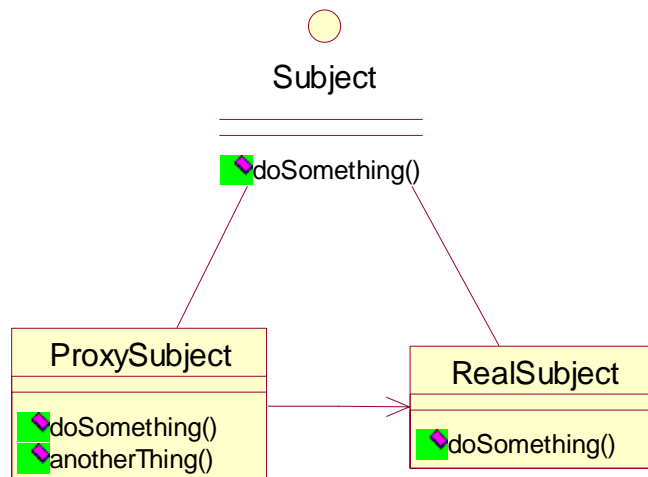 Subject
doSomething()
ProxySubject
doSomething()
anotherThing()
RealSubject
doSomething()